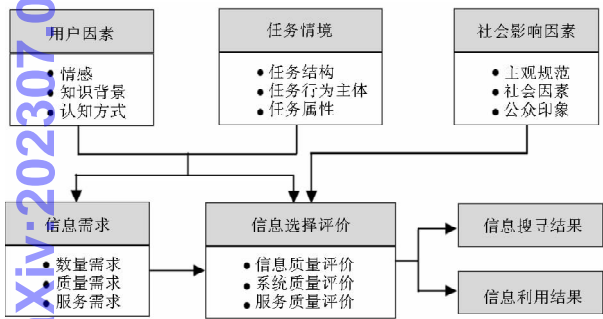 用户因素
• 情感
• 知识背景
• 认知方式
任务情境
• 任务结构
• 任务行为主体
• 任务属性
社会影响因素
• 主观规范
• 社会因素
• 公众印象
信息需求
• 数量需求
• 质量需求
• 服务需求
信息选择评价
• 信息质量评价
• 系统质量评价
• 服务质量评价
信息搜寻结果
信息利用结果
Xiv:202307.0